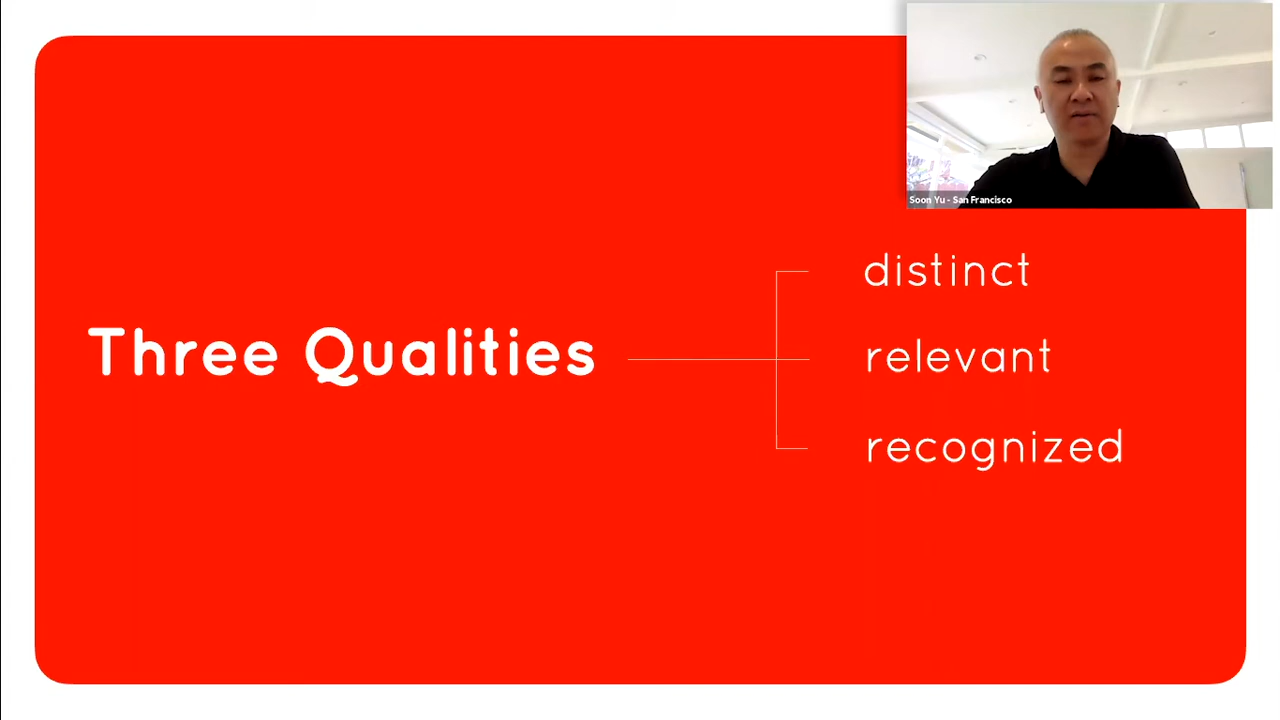 Soon Yu - San Francisco
Three Qualities
distinct
relevant
recognized